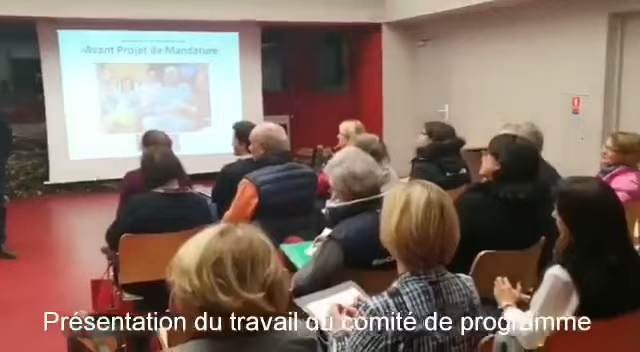 Avant Projet de Mandature
Présentation du travail du comité de programme